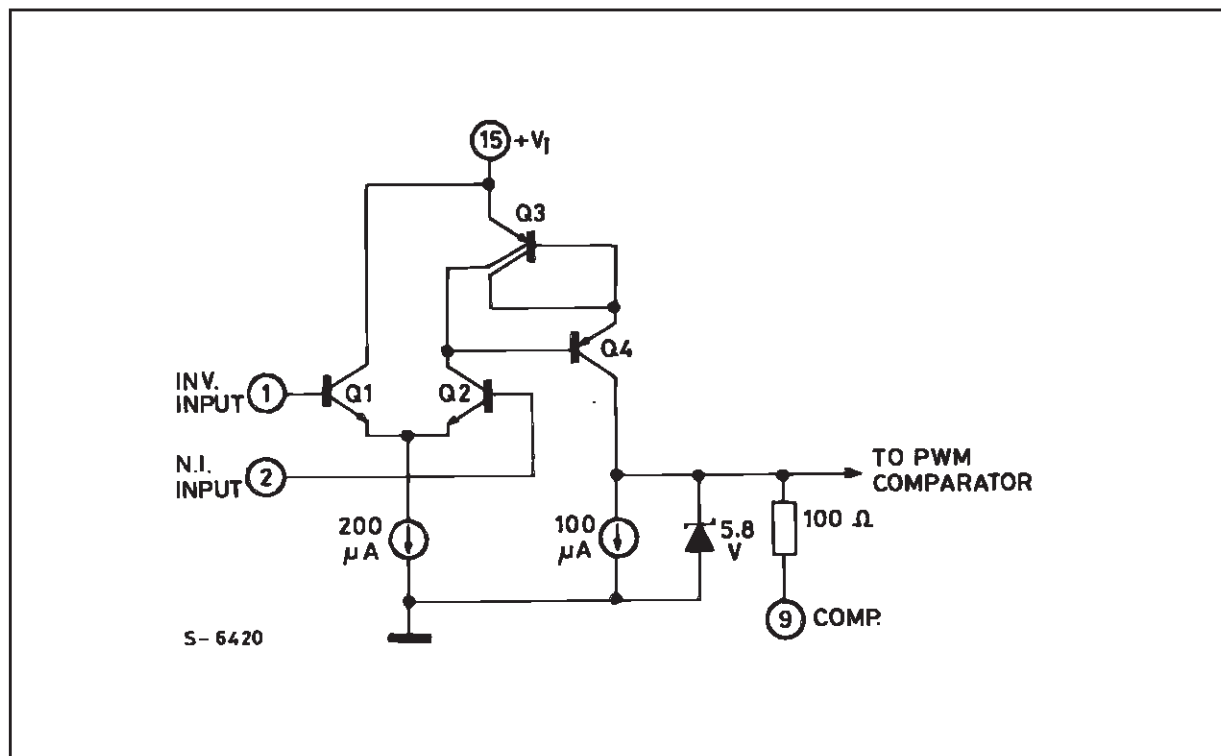 15 +Vi
Q3
Q4
INV.
INPUT 1
Q1
Q2
N.I.
INPUT 2
TO PWM
COMPARATOR
200
µA
100
µA
5.8
V
100 Ω
9 COMP.
S-6420